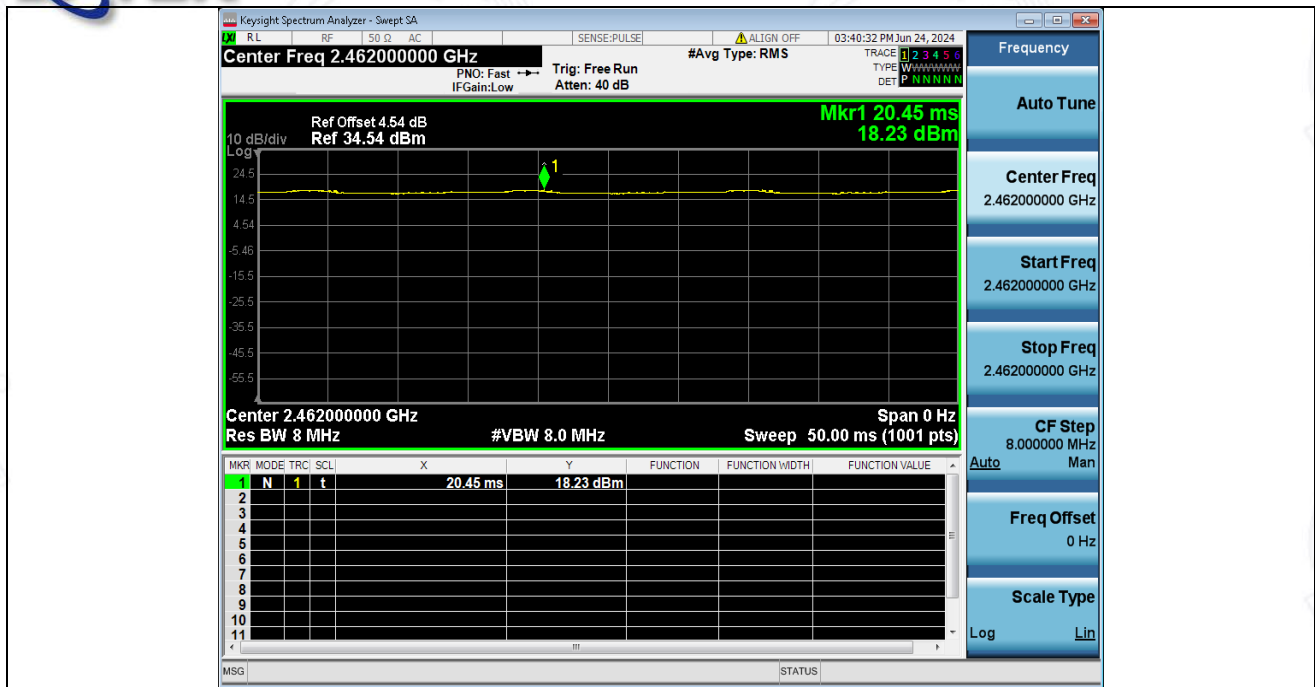 Keysight Spectrum Analyzer - Swept SA
LXI RL RF 50 Ω AC SENSE:PULSE ALIGN OFF 03:40:32 PM Jun 24, 2024
Center Freq 2.462000000 GHz #Avg Type: RMS TRACE 1 2 3 4 5 6
PNO: Fast Trig: Free Run TYPE WWWWWW
IFGain:Low Atten: 40 dB DET P N N N N N
Frequency
Auto Tune
Center Freq
2.462000000 GHz
Start Freq
2.462000000 GHz
Stop Freq
2.462000000 GHz
CF Step
8.000000 MHz
Auto Man
Freq Offset
0 Hz
Scale Type
Log Lin
Mkr1 20.45 ms
18.23 dBm
Ref Offset 4.54 dB
10 dB/div Ref 34.54 dBm
Log
1
24.5
14.5
4.54
-5.46
-15.5
-25.5
-35.5
-45.5
-55.5
Center 2.462000000 GHz Span 0 Hz
Res BW 8 MHz #VBW 8.0 MHz Sweep 50.00 ms (1001 pts)
MKR MODE TRC SCL X Y FUNCTION FUNCTION WIDTH FUNCTION VALUE
1 N 1 t 20.45 ms 18.23 dBm
2
3
4
5
6
7
8
9
10
11
MSG STATUS